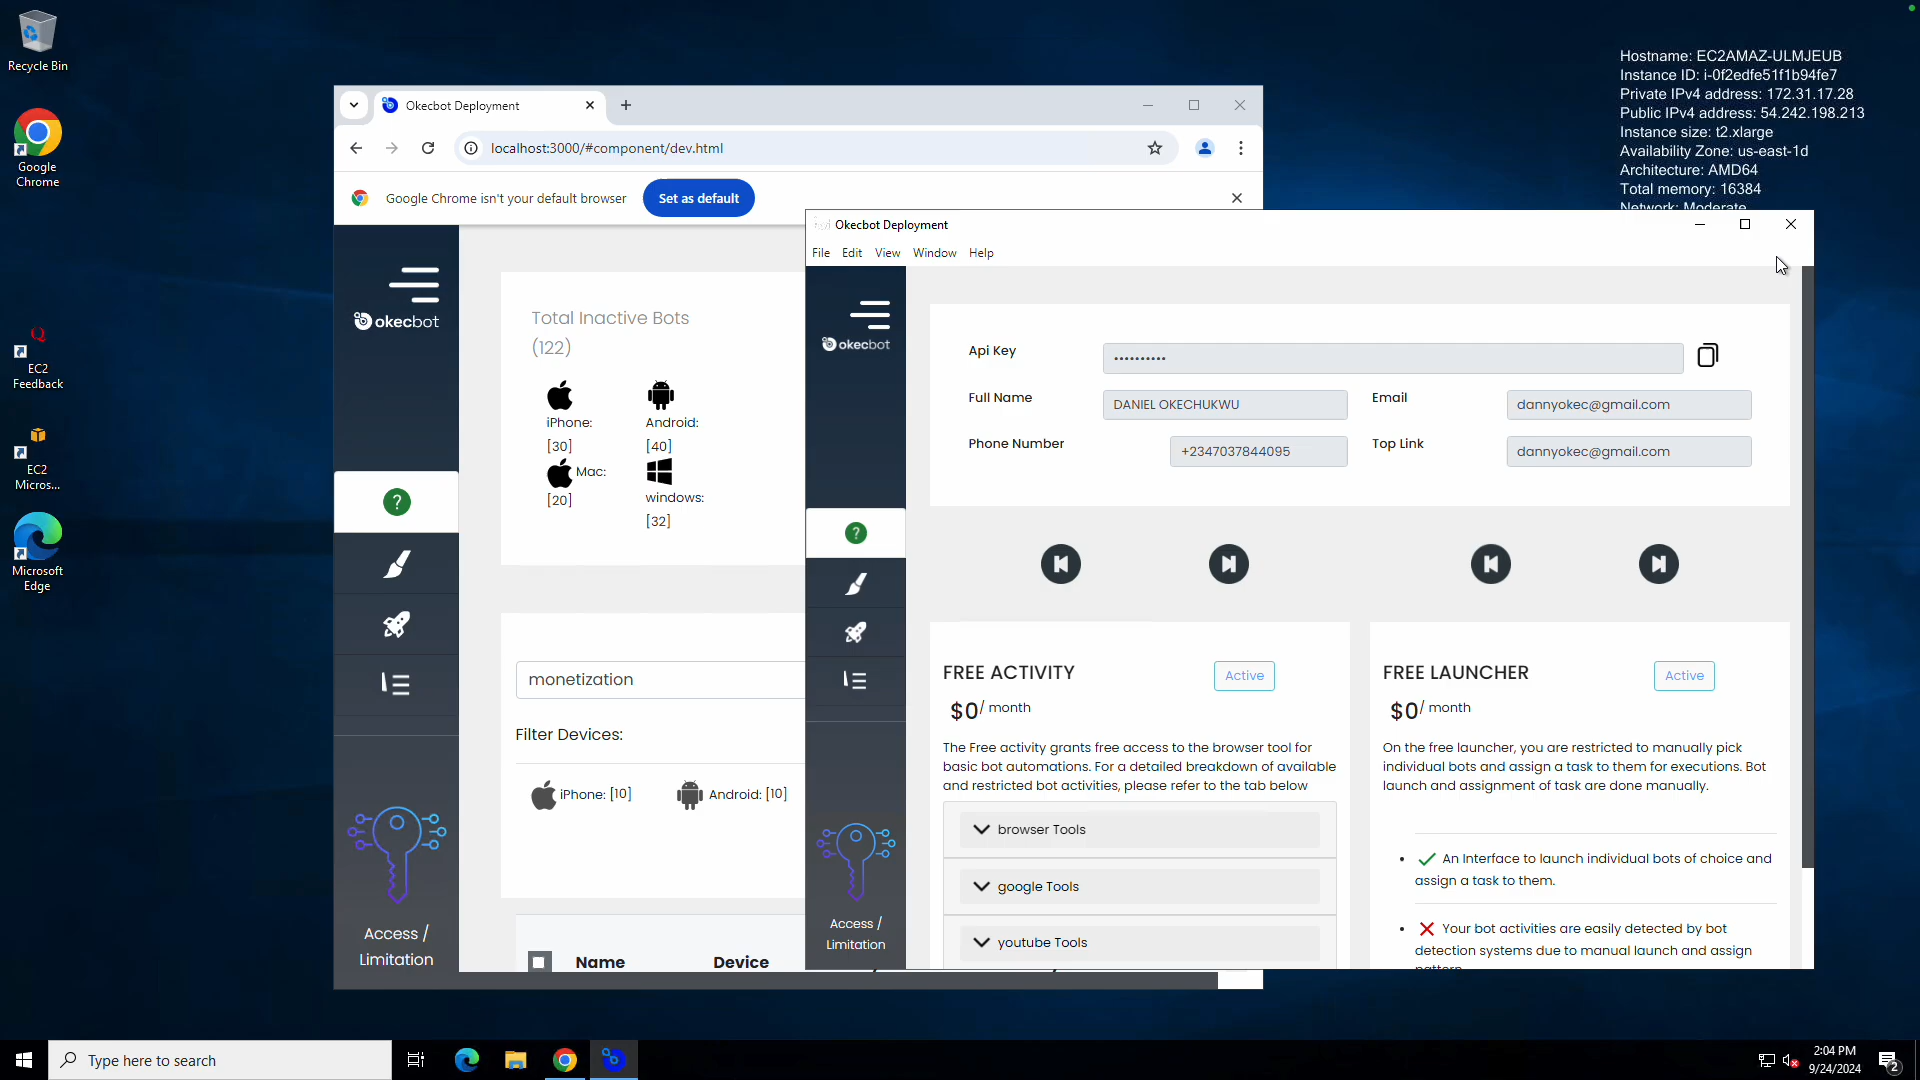 Recycle Bin
Google
Chrome
EC2
Feedback
EC2
Micros...
Microsoft
Edge
Hostname: EC2AMAZ-ULMJEUB
Instance ID: i-0f2edfe51f1b94fe7
Private IPv4 address: 172.31.17.28
Public IPv4 address: 54.242.198.213
Instance size: t2.xlarge
Availability Zone: us-east-1d
Architecture: AMD64
Total memory: 16384
Network: Moderate
Okecbot Deployment
localhost:3000/#component/dev.html
Google Chrome isn't your default browser
Set as default
okecbot
Total Inactive Bots
(122)
iPhone:
[30]
Android:
[40]
Mac:
[20]
windows:
[32]
monetization
Filter Devices:
iPhone: [10]
Android: [10]
Access /
Limitation
Name
Device
Okecbot Deployment
File Edit View Window Help
okecbot
Access /
Limitation
Api Key
••••••••••
Full Name
DANIEL OKECHUKWU
Email
dannyokec@gmail.com
Phone Number
+2347037844095
Top Link
dannyokec@gmail.com
FREE ACTIVITY
Active
$0/ month
The Free activity grants free access to the browser tool for
basic bot automations. For a detailed breakdown of available
and restricted bot activities, please refer to the tab below
browser Tools
google Tools
youtube Tools
FREE LAUNCHER
Active
$0/ month
On the free launcher, you are restricted to manually pick
individual bots and assign a task to them for executions. Bot
launch and assignment of task are done manually.
An Interface to launch individual bots of choice and
assign a task to them.
Your bot activities are easily detected by bot
detection systems due to manual launch and assign
pattern
Type here to search
2:04 PM
9/24/2024
2